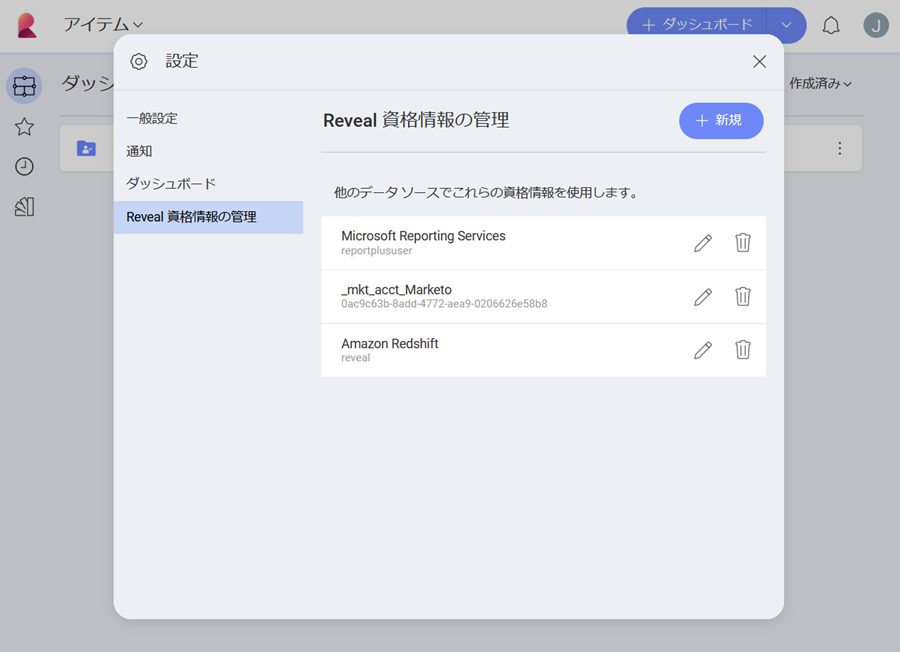 アイテム
ダッシュボード
J
ダッシ
作成済み
設定
一般設定
通知
ダッシュボード
Reveal 資格情報の管理
Reveal 資格情報の管理
新規
他のデータ ソースでこれらの資格情報を使用します。
Microsoft Reporting Services
reportplususer
_mkt_acct_Marketo
0ac9c63b-8add-4772-aea9-0206626e58b8
Amazon Redshift
reveal